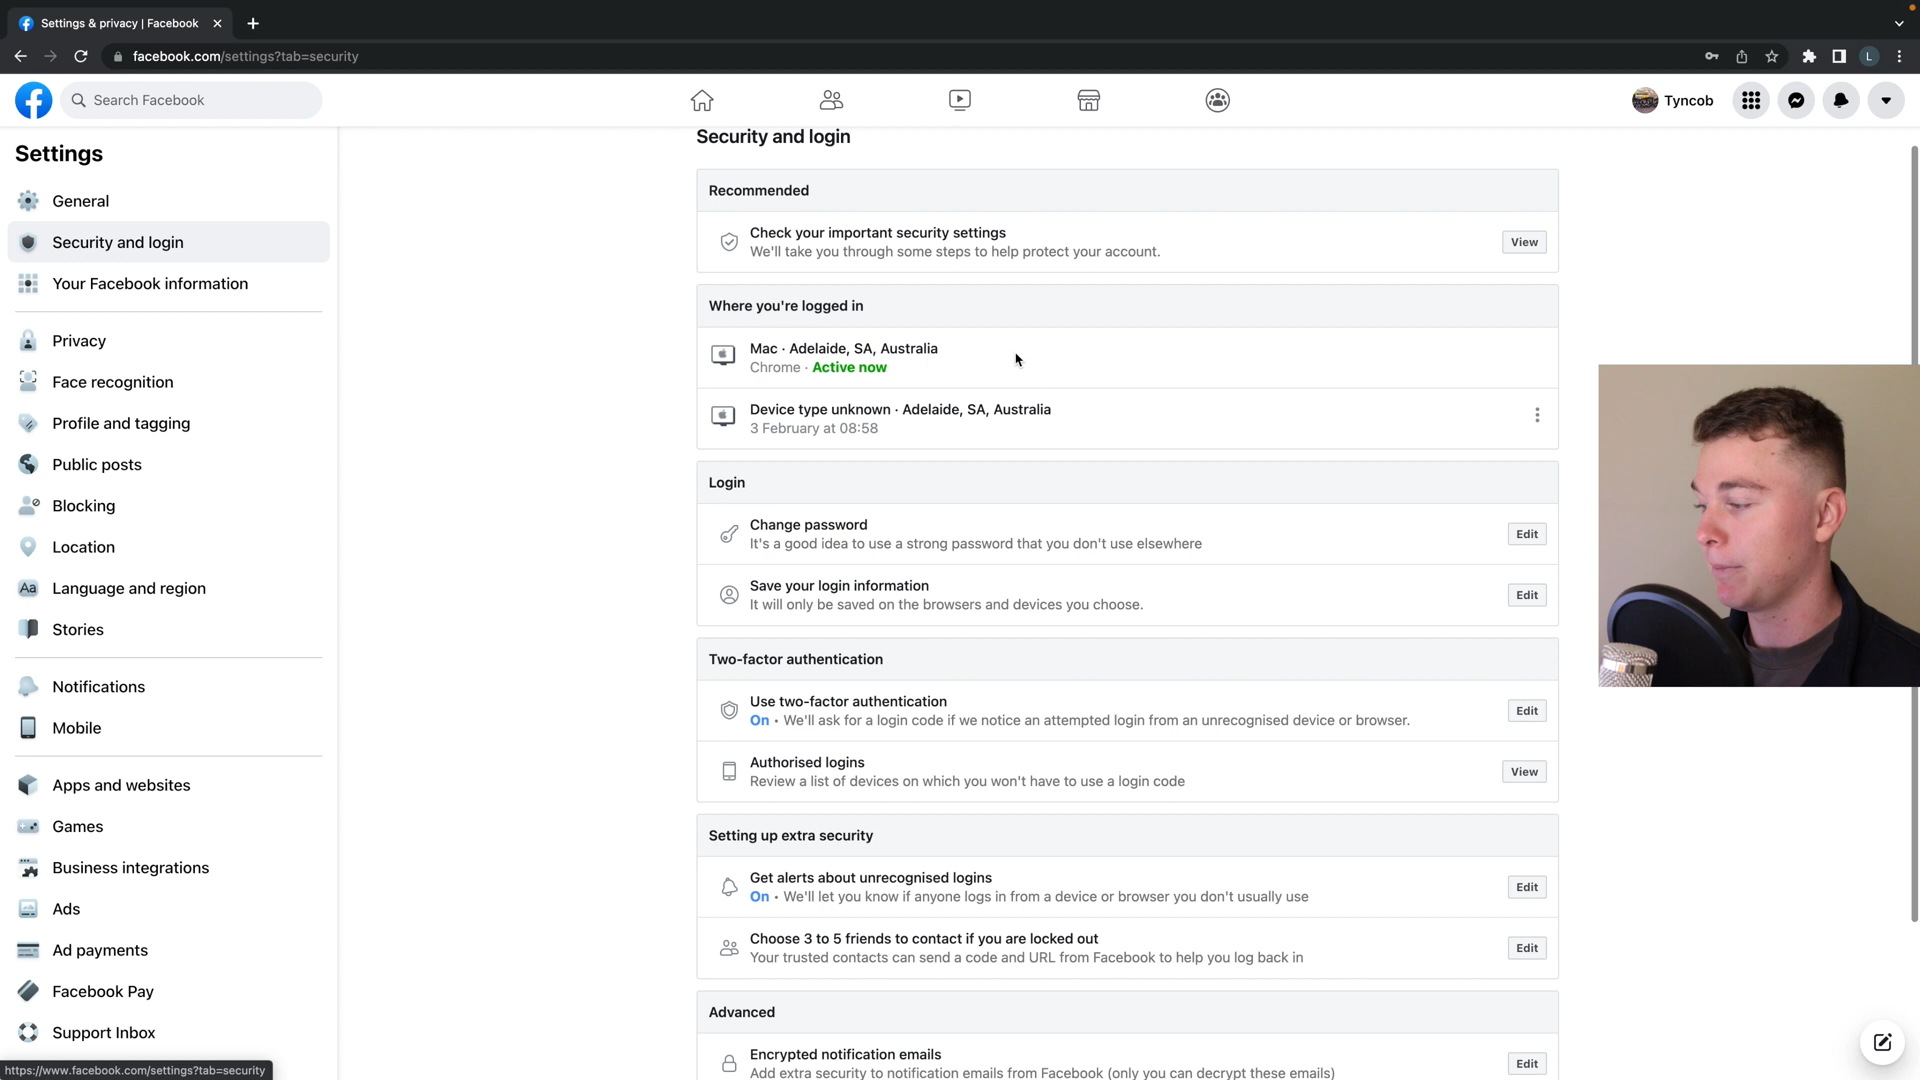 Settings & privacy | Facebook
facebook.com/settings?tab=security
L
Search Facebook
Tyncob
Settings
General
Security and login
Your Facebook information
Privacy
Face recognition
Profile and tagging
Public posts
Blocking
Location
Aa Language and region
Stories
Notifications
Mobile
Apps and websites
Games
Business integrations
Ads
Ad payments
Facebook Pay
Support Inbox
https://www.facebook.com/settings?tab=security
Security and login
Recommended
Check your important security settings
We'll take you through some steps to help protect your account.
View
Where you're logged in
Mac · Adelaide, SA, Australia
Chrome · Active now
Device type unknown · Adelaide, SA, Australia
3 February at 08:58
Login
Change password
It's a good idea to use a strong password that you don't use elsewhere
Edit
Save your login information
It will only be saved on the browsers and devices you choose.
Edit
Two-factor authentication
Use two-factor authentication
On • We'll ask for a login code if we notice an attempted login from an unrecognised device or browser.
Edit
Authorised logins
Review a list of devices on which you won't have to use a login code
View
Setting up extra security
Get alerts about unrecognised logins
On • We'll let you know if anyone logs in from a device or browser you don't usually use
Edit
Choose 3 to 5 friends to contact if you are locked out
Your trusted contacts can send a code and URL from Facebook to help you log back in
Edit
Advanced
Encrypted notification emails
Add extra security to notification emails from Facebook (only you can decrypt these emails)
Edit